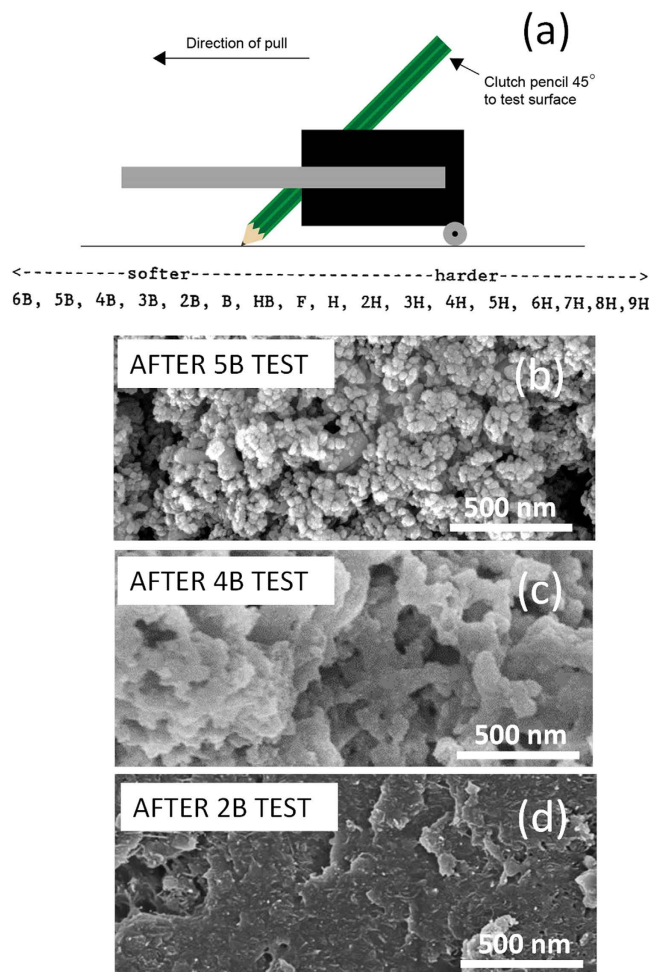 (a)
Direction of pull
Clutch pencil 45°
to test surface
<----------softer-----------------------------harder------------>
6B, 5B, 4B, 3B, 2B, B, HB, F, H, 2H, 3H, 4H, 5H, 6H,7H,8H,9H
AFTER 5B TEST
(b)
500 nm
AFTER 4B TEST
(c)
500 nm
AFTER 2B TEST
(d)
500 nm